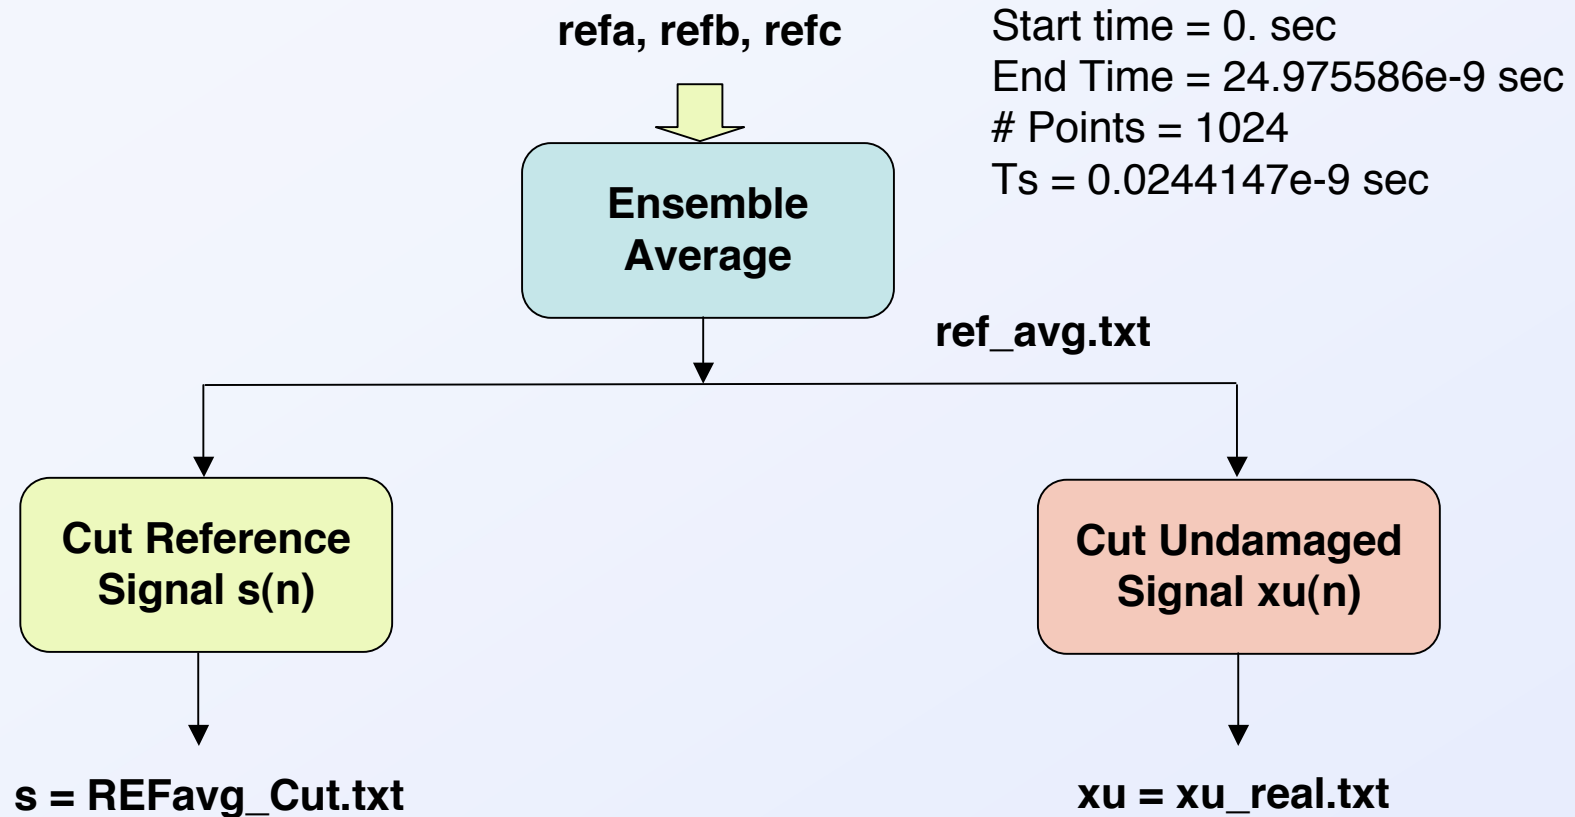 refa, refb, refc
Start time = 0. sec
End Time = 24.975586e-9 sec
# Points = 1024
Ts = 0.0244147e-9 sec
Ensemble
Average
ref_avg.txt
Cut Reference
Signal s(n)
Cut Undamaged
Signal xu(n)
s = REFavg_Cut.txt
xu = xu_real.txt